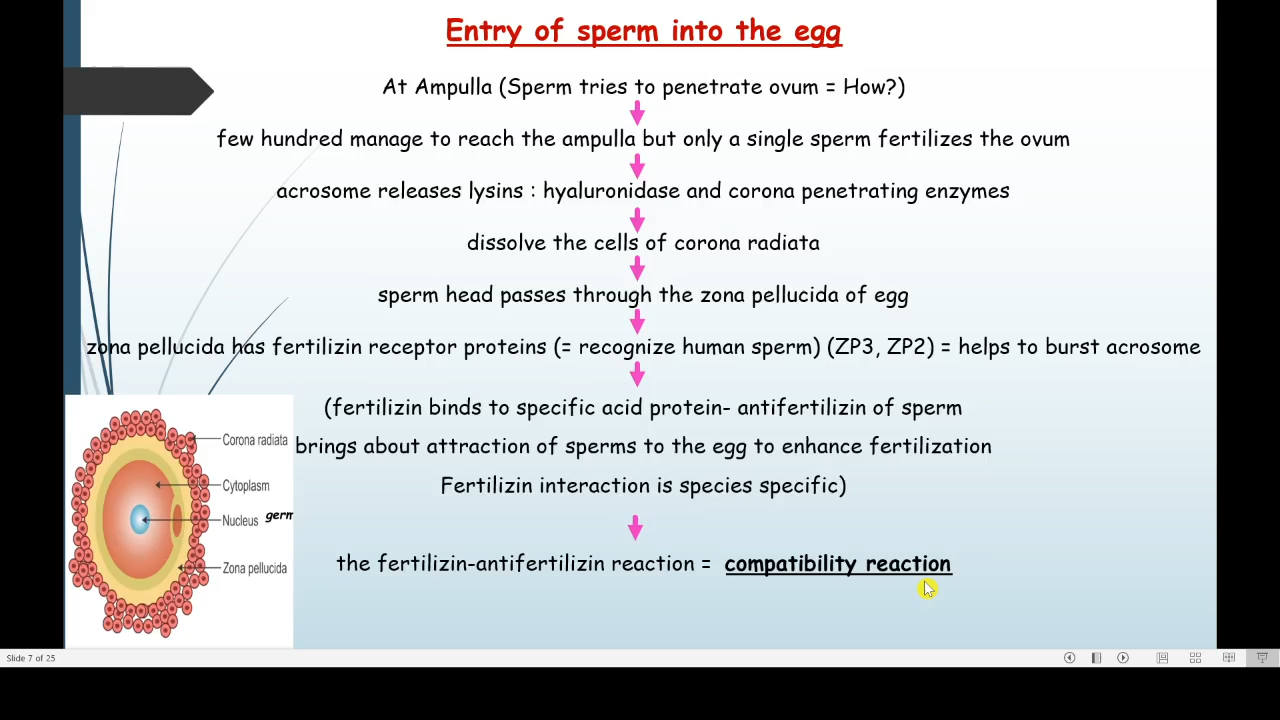 Entry of sperm into the egg
At Ampulla (Sperm tries to penetrate ovum = How?)
few hundred manage to reach the ampulla but only a single sperm fertilizes the ovum
acrosome releases lysins : hyaluronidase and corona penetrating enzymes
dissolve the cells of corona radiata
sperm head passes through the zona pellucida of egg
zona pellucida has fertilizin receptor proteins (= recognize human sperm) (ZP3, ZP2) = helps to burst acrosome
(fertilizin binds to specific acid protein- antifertilizin of sperm
brings about attraction of sperms to the egg to enhance fertilization
Fertilizin interaction is species specific)
the fertilizin-antifertilizin reaction = compatibility reaction
Corona radiata
Cytoplasm
Nucleus germ
Zona pellucida
Slide 7 of 25